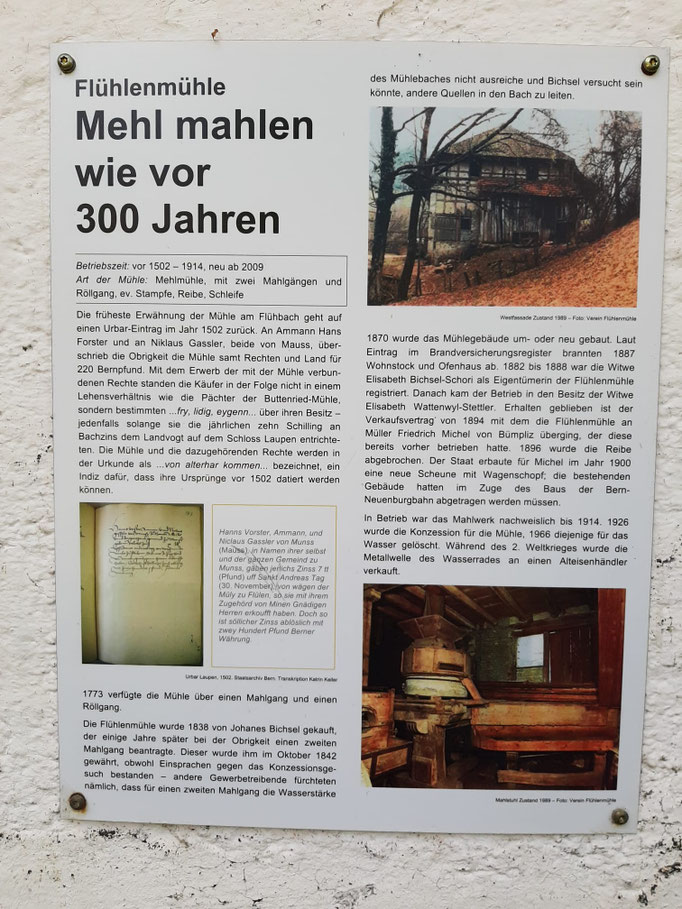 Flühlenmühle
Mehl mahlen
wie vor
300 Jahren
Betriebszeit: vor 1502 – 1914, neu ab 2009
Art der Mühle: Mehlmühle, mit zwei Mahlgängen und
Röllgang, ev. Stampfe, Reibe, Schleife
Die früheste Erwähnung der Mühle am Flühbach geht auf
einen Urbar-Eintrag im Jahr 1502 zurück. An Ammann Hans
Forster und an Niklaus Gassler, beide von Mauss, über-
schrieb die Obrigkeit die Mühle samt Rechten und Land für
220 Bernpfund. Mit dem Erwerb der mit der Mühle verbun-
denen Rechte standen die Käufer in der Folge nicht in einem
Lehensverhältnis wie die Pächter der Buttenried-Mühle,
sondern bestimmten ...fry, lidig, eygenn... über ihren Besitz –
jedenfalls solange sie die jährlichen zehn Schilling an
Bachzins dem Landvogt auf dem Schloss Laupen entrichte-
ten. Die Mühle und die dazugehörenden Rechte werden in
der Urkunde als ...von alterhar kommen... bezeichnet, ein
Indiz dafür, dass ihre Ursprünge vor 1502 datiert werden
können.
Hanns Vorster, Ammann, und
Niclaus Gassler von Munss
(Mauss), in Namen ihrer selbst
und der ganzen Gemeind zu
Munss, gaben jerlichs Zinss 7 tt
(Pfund) uff Sankt Andreas Tag
(30. November) von wägen der
Müly zu Flülen, so sie mit ihrem
Zugehörd von Minen Gnädigen
Herren erkoufft haben. Doch so
ist söllicher Zinss ablöslich mit
zwey Hundert Pfund Berner
Währung.
Urbar Laupen, 1502. Staatsarchiv Bern. Transkription Katrin Keller
1773 verfügte die Mühle über einen Mahlgang und einen
Röllgang.
Die Flühlenmühle wurde 1838 von Johanes Bichsel gekauft,
der einige Jahre später bei der Obrigkeit einen zweiten
Mahlgang beantragte. Dieser wurde ihm im Oktober 1842
gewährt, obwohl Einsprachen gegen das Konzessionsge-
such bestanden – andere Gewerbetreibende fürchteten
nämlich, dass für einen zweiten Mahlgang die Wasserstärke
des Mühlebaches nicht ausreiche und Bichsel versucht sein
könnte, andere Quellen in den Bach zu leiten.
Westfassade Zustand 1989 – Foto: Verein Flühlenmühle
1870 wurde das Mühlegebäude um- oder neu gebaut. Laut
Eintrag im Brandversicherungsregister brannten 1887
Wohnstock und Ofenhaus ab. 1882 bis 1888 war die Witwe
Elisabeth Bichsel-Schori als Eigentümerin der Flühlenmühle
registriert. Danach kam der Betrieb in den Besitz der Witwe
Elisabeth Wattenwyl-Stettler. Erhalten geblieben ist der
Verkaufsvertrag von 1894 mit dem die Flühlenmühle an
Müller Friedrich Michel von Bümpliz überging, der diese
bereits vorher betrieben hatte. 1896 wurde die Reibe
abgebrochen. Der Staat erbaute für Michel im Jahr 1900
eine neue Scheune mit Wagenschopf; die bestehenden
Gebäude hatten im Zuge des Baus der Bern-
Neuenburgbahn abgetragen werden müssen.
In Betrieb war das Mahlwerk nachweislich bis 1914. 1926
wurde die Konzession für die Mühle, 1966 diejenige für das
Wasser gelöscht. Während des 2. Weltkrieges wurde die
Metallwelle des Wasserrades an einen Alteisenhändler
verkauft.
Mahlstuhl Zustand 1989 – Foto: Verein Flühlenmühle